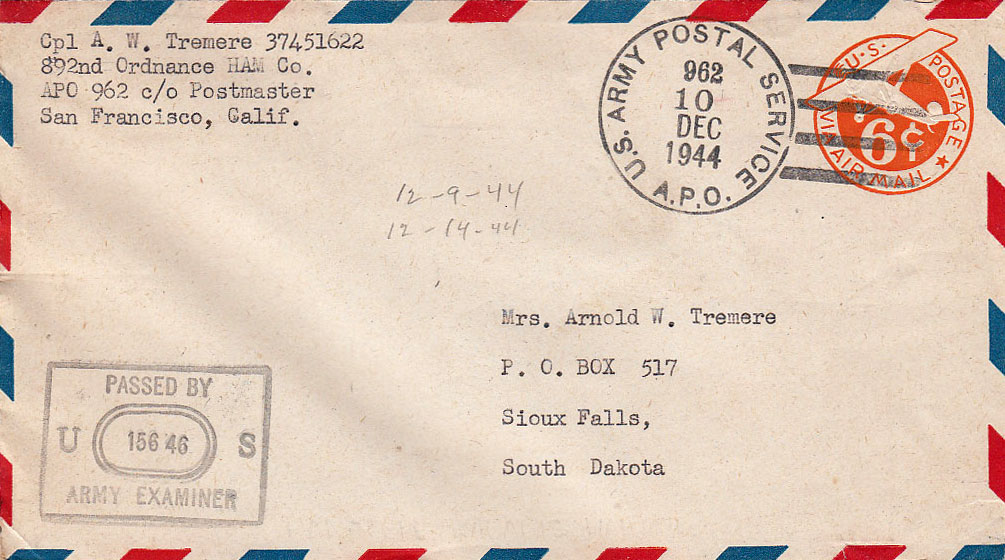 Cpl A. W. Tremere 37451622
892nd Ordnance HAM Co.
APO 962 c/o Postmaster
San Francisco, Calif.
U.S. ARMY POSTAL SERVICE
962
10
DEC
1944
A.P.O.
U.S. POSTAGE
6¢
VIA AIR MAIL
12-9-44
12-14-44
Mrs. Arnold W. Tremere
P. O. BOX 517
Sioux Falls,
South Dakota
PASSED BY
U 15646 S
ARMY EXAMINER